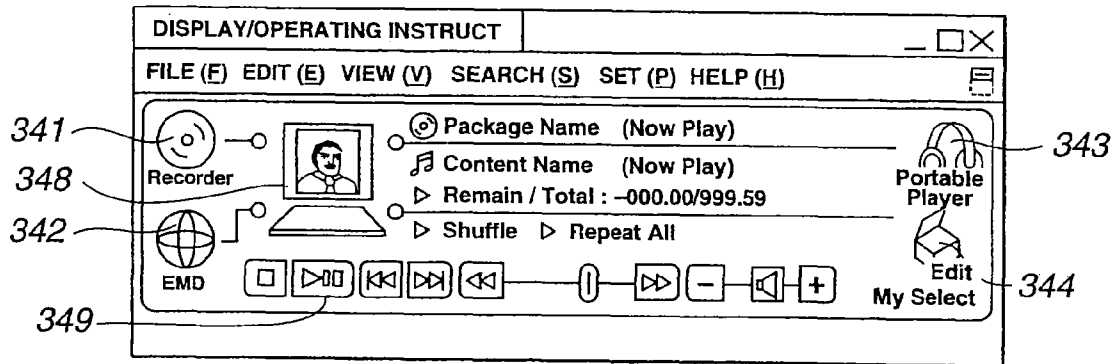 DISPLAY/OPERATING INSTRUCT
FILE (F) EDIT (E) VIEW (V) SEARCH (S) SET (P) HELP (H)
341
Recorder
348
342
EMD
349
Package Name (Now Play)
Content Name (Now Play)
Remain / Total : –000.00/999.59
Shuffle Repeat All
Portable
Player
343
Edit
My Select
344